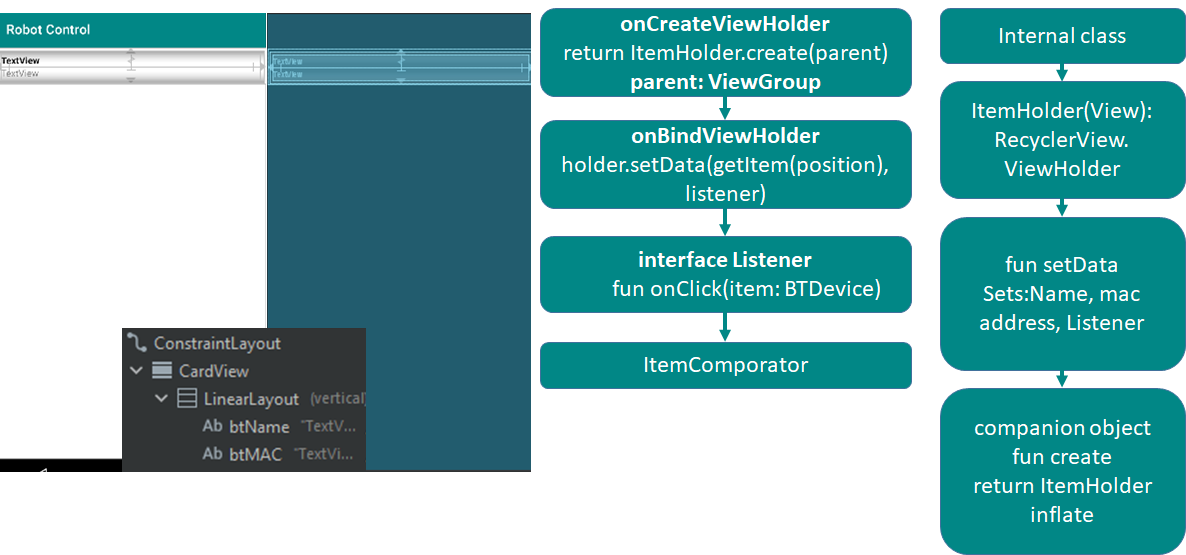 Robot Control
TextView
TextView
TextView
TextView
ConstraintLayout
CardView
LinearLayout (vertical)
Ab btName "TextV...
Ab btMAC "TextVi...
onCreateViewHolder
return ItemHolder.create(parent)
parent: ViewGroup
onBindViewHolder
holder.setData(getItem(position),
listener)
interface Listener
fun onClick(item: BTDevice)
ItemComporator
Internal class
ItemHolder(View):
RecyclerView.
ViewHolder
fun setData
Sets:Name, mac
address, Listener
companion object
fun create
return ItemHolder
inflate